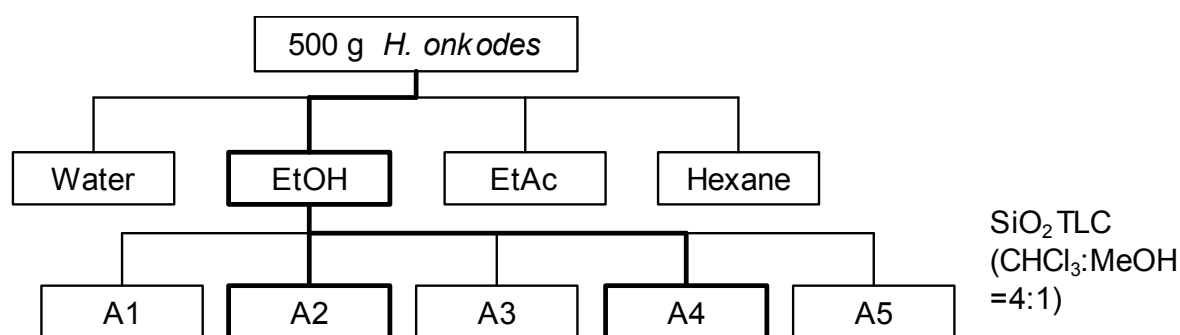 500 g H. onkodes
Water EtOH EtAc Hexane
SiO₂ TLC
(CHCl₃:MeOH
=4:1)
A1 A2 A3 A4 A5